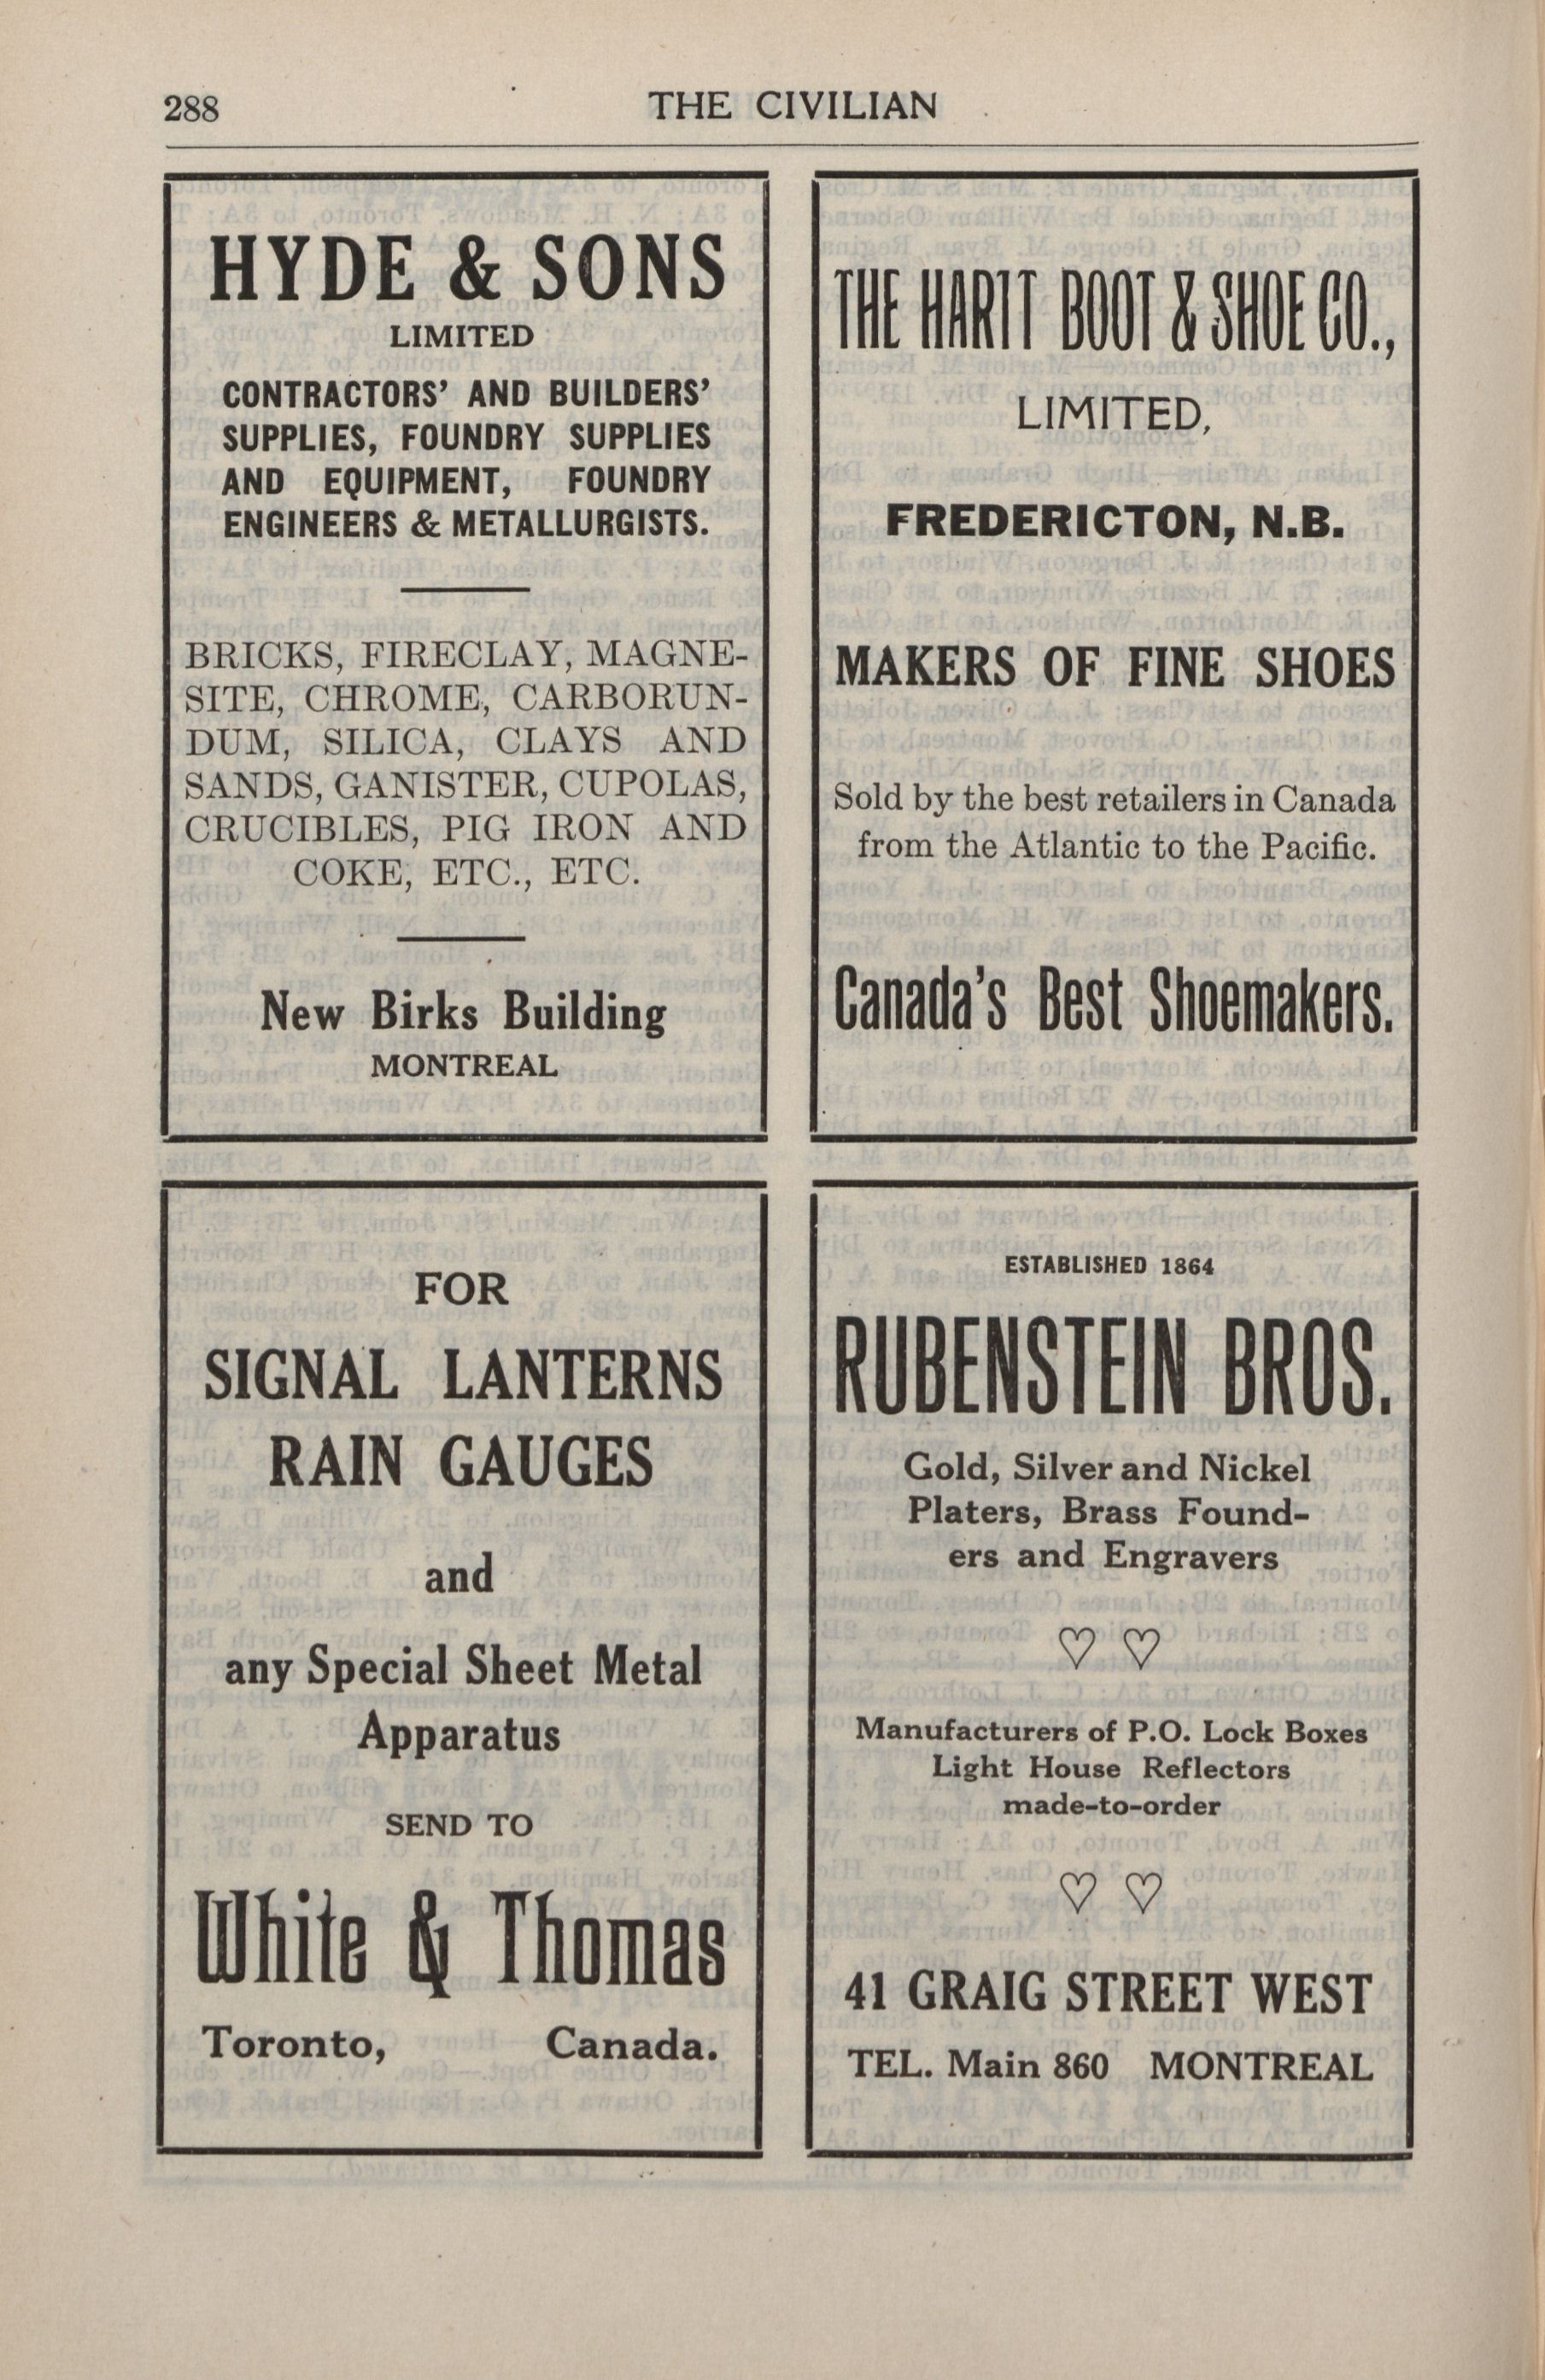 288
THE CIVILIAN
HYDE & SONS
LIMITED
CONTRACTORS' AND BUILDERS'
SUPPLIES, FOUNDRY SUPPLIES
AND EQUIPMENT, FOUNDRY
ENGINEERS & METALLURGISTS.
BRICKS, FIRECLAY, MAGNE-
SITE, CHROME, CARBORUN-
DUM, SILICA, CLAYS AND
SANDS, GANISTER, CUPOLAS,
CRUCIBLES, PIG IRON AND
COKE, ETC., ETC.
New Birks Building
MONTREAL
THE HARTT BOOT & SHOE CO.,
LIMITED,
FREDERICTON, N.B.
MAKERS OF FINE SHOES
Sold by the best retailers in Canada
from the Atlantic to the Pacific.
Canada's Best Shoemakers.
FOR
SIGNAL LANTERNS
RAIN GAUGES
and
any Special Sheet Metal
Apparatus
SEND TO
White & Thomas
Toronto, Canada.
ESTABLISHED 1864
RUBENSTEIN BROS.
Gold, Silver and Nickel
Platers, Brass Found-
ers and Engravers
♡ ♡
Manufacturers of P.O. Lock Boxes
Light House Reflectors
made-to-order
♡ ♡
41 GRAIG STREET WEST
TEL. Main 860 MONTREAL